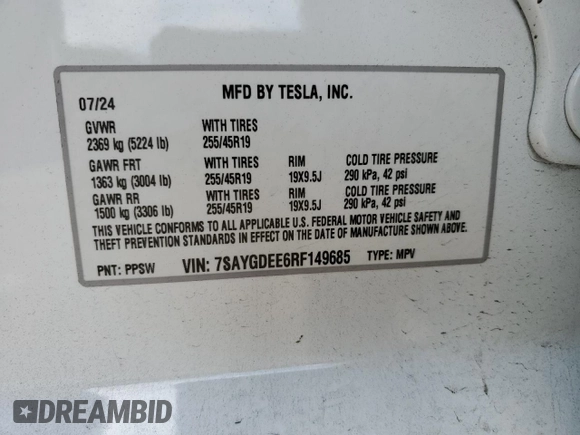 MFD BY TESLA, INC.
07/24
GVWR WITH TIRES
2369 kg (5224 lb) 255/45R19
GAWR FRT WITH TIRES RIM COLD TIRE PRESSURE
1363 kg (3004 lb) 255/45R19 19X9.5J 290 kPa, 42 psi
GAWR RR WITH TIRES RIM COLD TIRE PRESSURE
1500 kg (3306 lb) 255/45R19 19X9.5J 290 kPa, 42 psi
THIS VEHICLE CONFORMS TO ALL APPLICABLE U.S. FEDERAL MOTOR VEHICLE SAFETY AND
THEFT PREVENTION STANDARDS IN EFFECT ON THE DATE OF MANUFACTURE SHOWN ABOVE.
PNT: PPSW VIN: 7SAYGDEE6RF149685 TYPE: MPV
DREAMBID